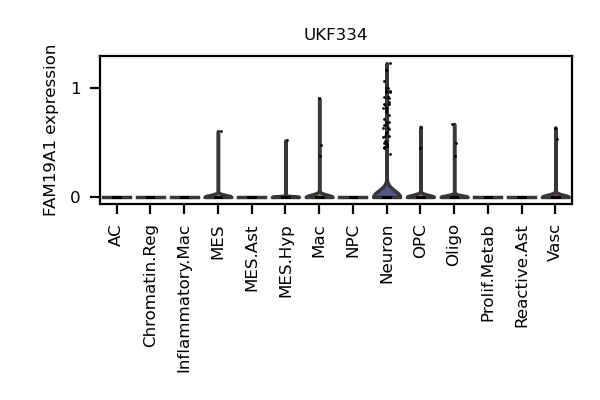 UKF334
FAM19A1 expression
1
0
AC
Chromatin.Reg
Inflammatory.Mac
MES
MES.Ast
MES.Hyp
Mac
NPC
Neuron
OPC
Oligo
Prolif.Metab
Reactive.Ast
Vasc